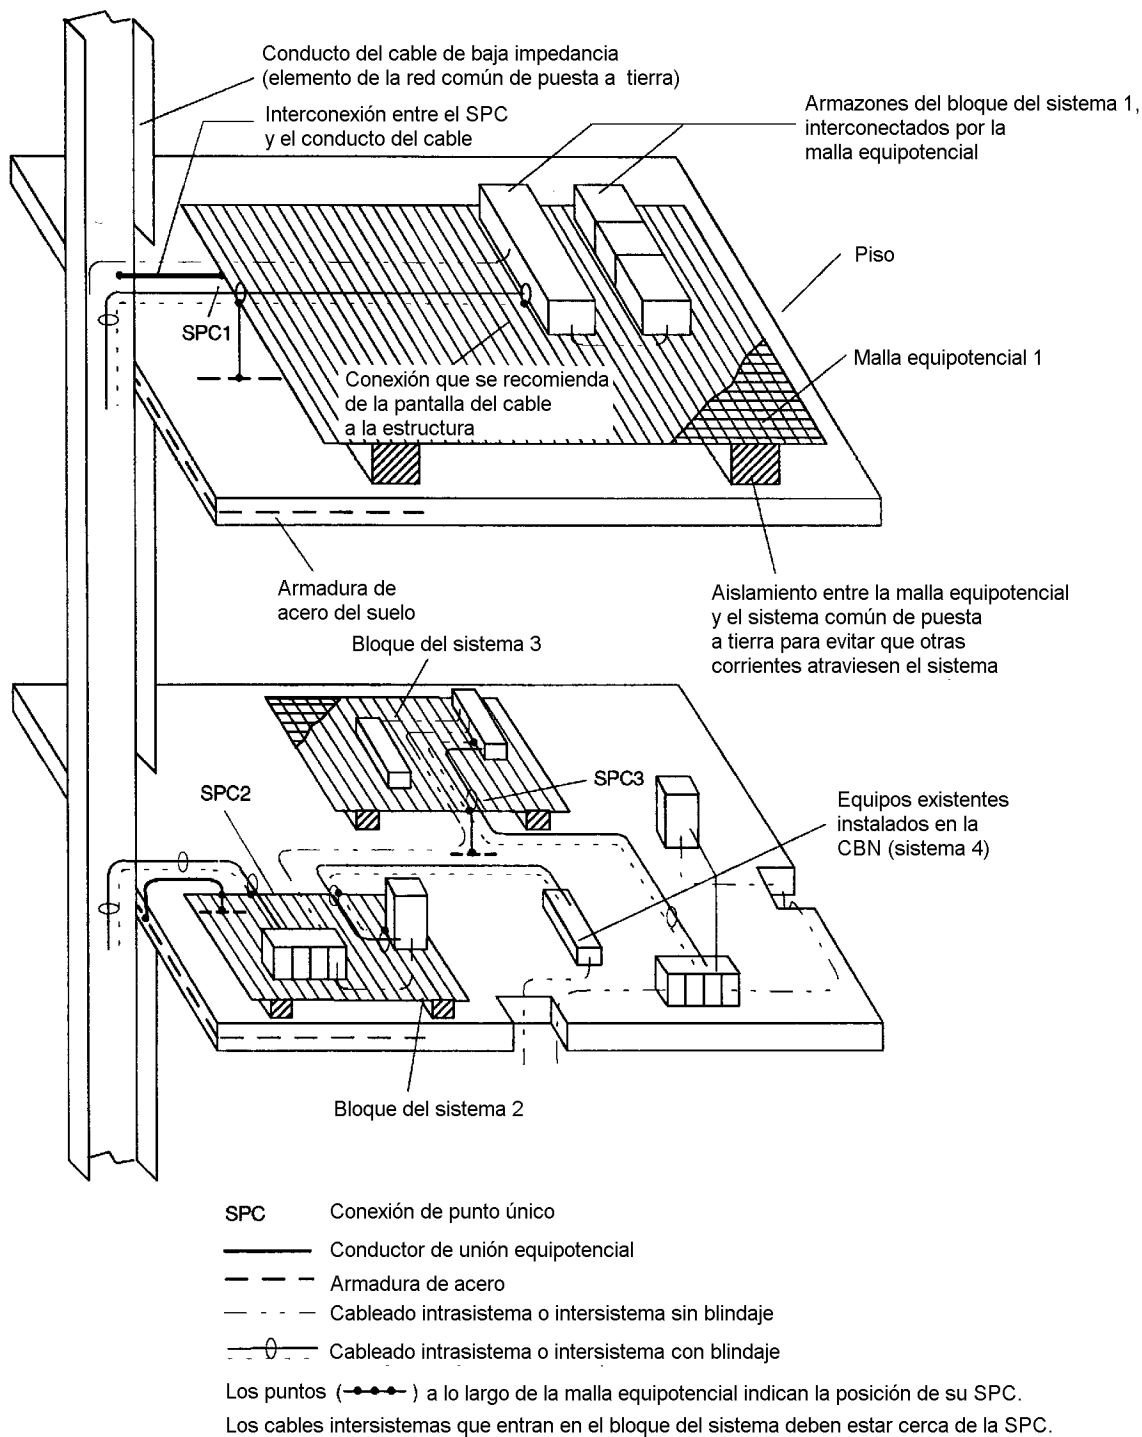 Conducto del cable de baja impedancia
(elemento de la red común de puesta a tierra)
Interconexión entre el SPC
y el conducto del cable
Armazones del bloque del sistema 1,
interconectados por la
malla equipotencial
Piso
SPC1
Malla equipotencial 1
Conexión que se recomienda
de la pantalla del cable
a la estructura
Armadura de
acero del suelo
Aislamiento entre la malla equipotencial
y el sistema común de puesta
a tierra para evitar que otras
corrientes atraviesen el sistema
Bloque del sistema 3
SPC3
SPC2
Equipos existentes
instalados en la
CBN (sistema 4)
Bloque del sistema 2
SPC Conexión de punto único
Conductor de unión equipotencial
Armadura de acero
Cableado intrasistema o intersistema sin blindaje
Cableado intrasistema o intersistema con blindaje
Los puntos ( ) a lo largo de la malla equipotencial indican la posición de su SPC.
Los cables intersistemas que entran en el bloque del sistema deben estar cerca de la SPC.